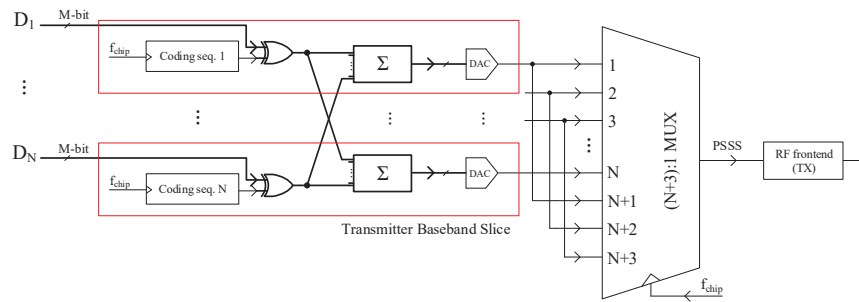 D1
M-bit
fchip
Coding seq. 1
Σ
DAC
1
2
3
⋮
⋮
⋮
⋮
⋮
DN
M-bit
fchip
Coding seq. N
Σ
DAC
N
N+1
N+2
N+3
(N+3):1 MUX
PSSS
RF frontend
(TX)
Transmitter Baseband Slice
fchip